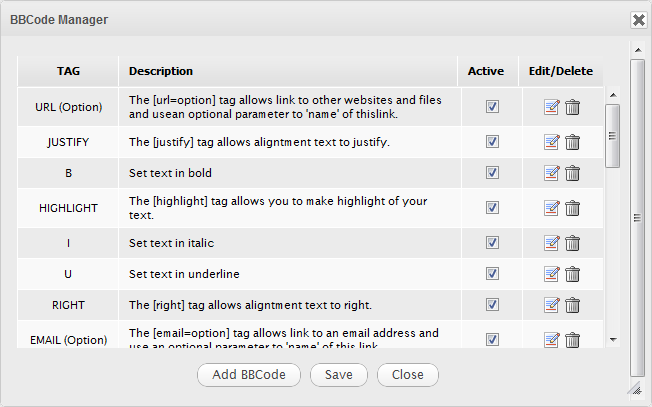 BBCode Manager
TAG Description Active Edit/Delete
URL (Option) The [url=option] tag allows link to other websites and files
and usean optional parameter to 'name' of thislink.
JUSTIFY The [justify] tag allows aligntment text to justify.
B Set text in bold
HIGHLIGHT The [highlight] tag allows you to make highlight of your
text.
I Set text in italic
U Set text in underline
RIGHT The [right] tag allows aligntment text to right.
EMAIL (Option) The [email=option] tag allows link to an email address and
use an optional parameter to 'name' of this link.
Add BBCode Save Close